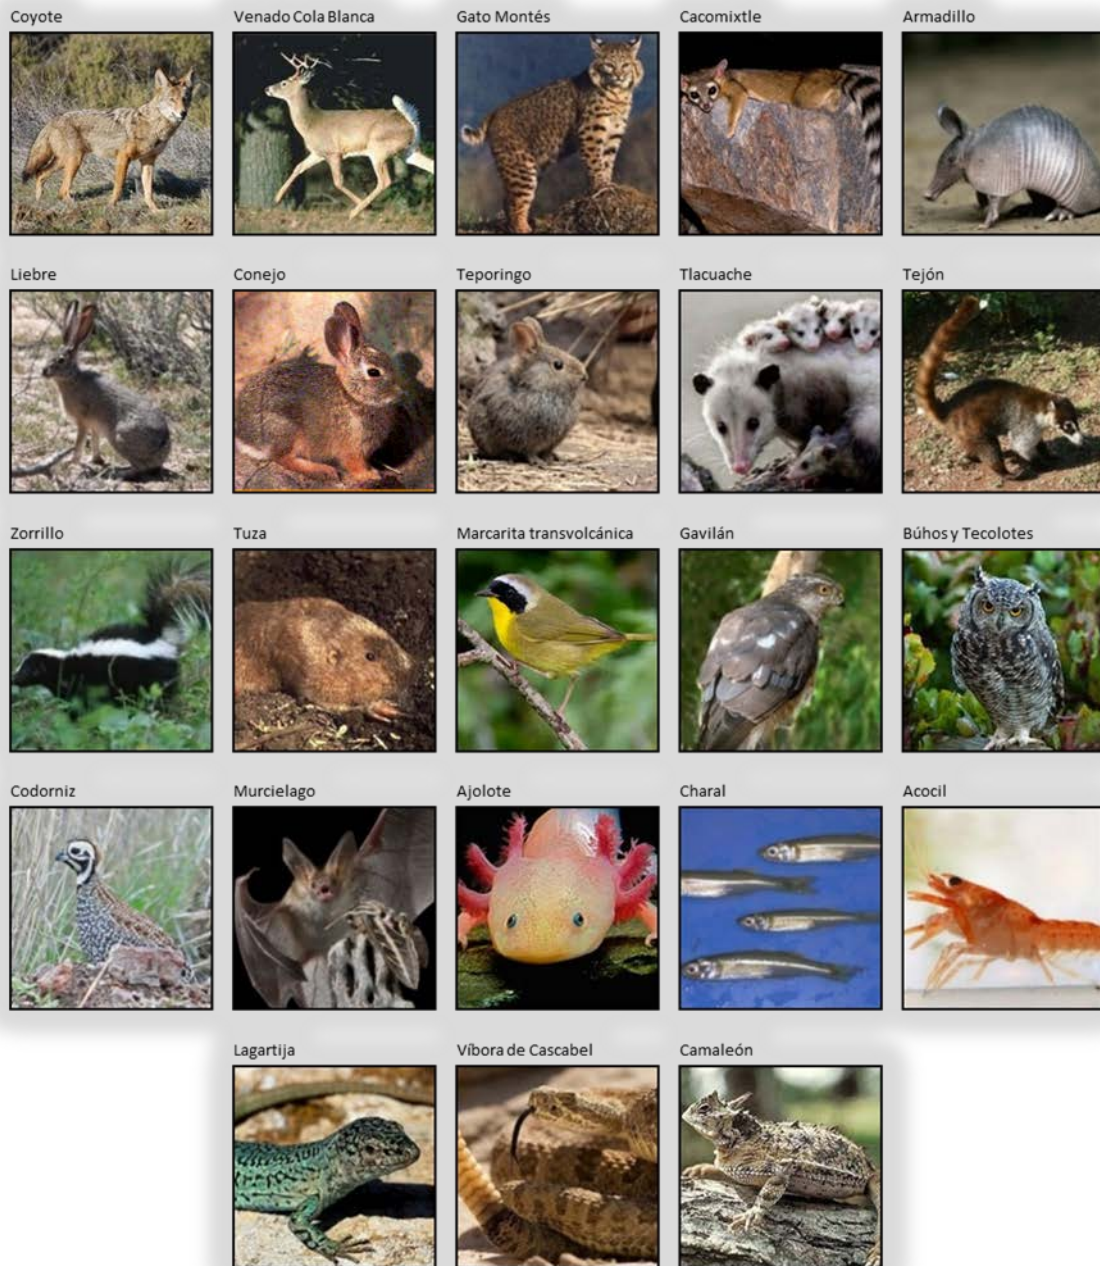 Coyote
Venado Cola Blanca
Gato Montés
Cacomixtle
Armadillo
Liebre
Conejo
Teporingo
Tlacuache
Tejón
Zorrillo
Tuza
Marcarita transvolcánica
Gavilán
Búhos y Tecolotes
Codorniz
Murcielago
Ajolote
Charal
Acocil
Lagartija
Víbora de Cascabel
Camaleón